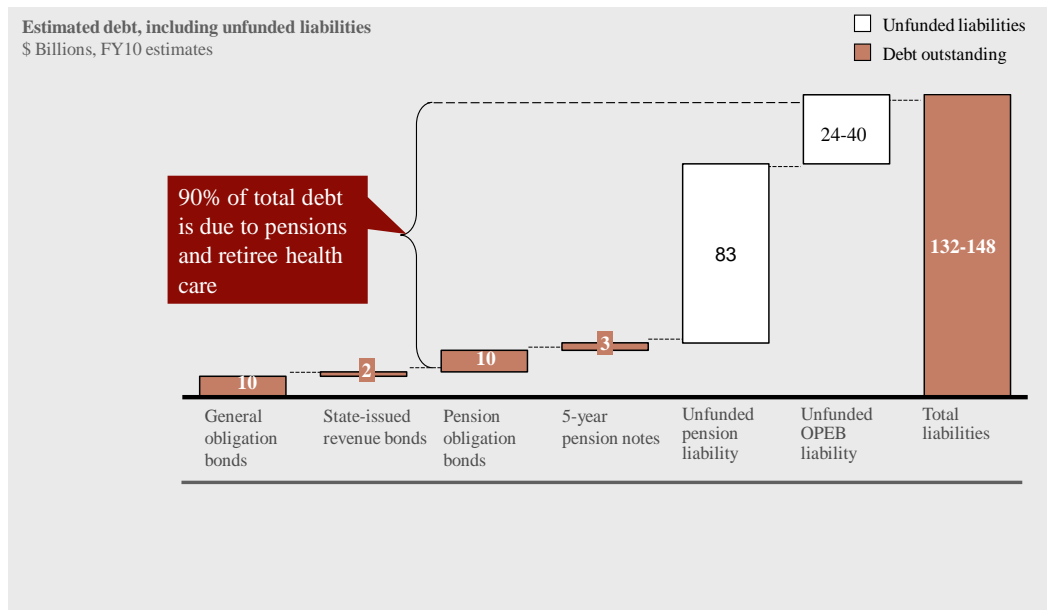 Estimated debt, including unfunded liabilities
$ Billions, FY10 estimates
Unfunded liabilities
Debt outstanding
24-40
90% of total debt
is due to pensions
and retiree health
care
132-148
83
3
10
2
10
General
obligation
bonds
State-issued
revenue bonds
Pension
obligation
bonds
5-year
pension notes
Unfunded
pension
liability
Unfunded
OPEB
liability
Total
liabilities